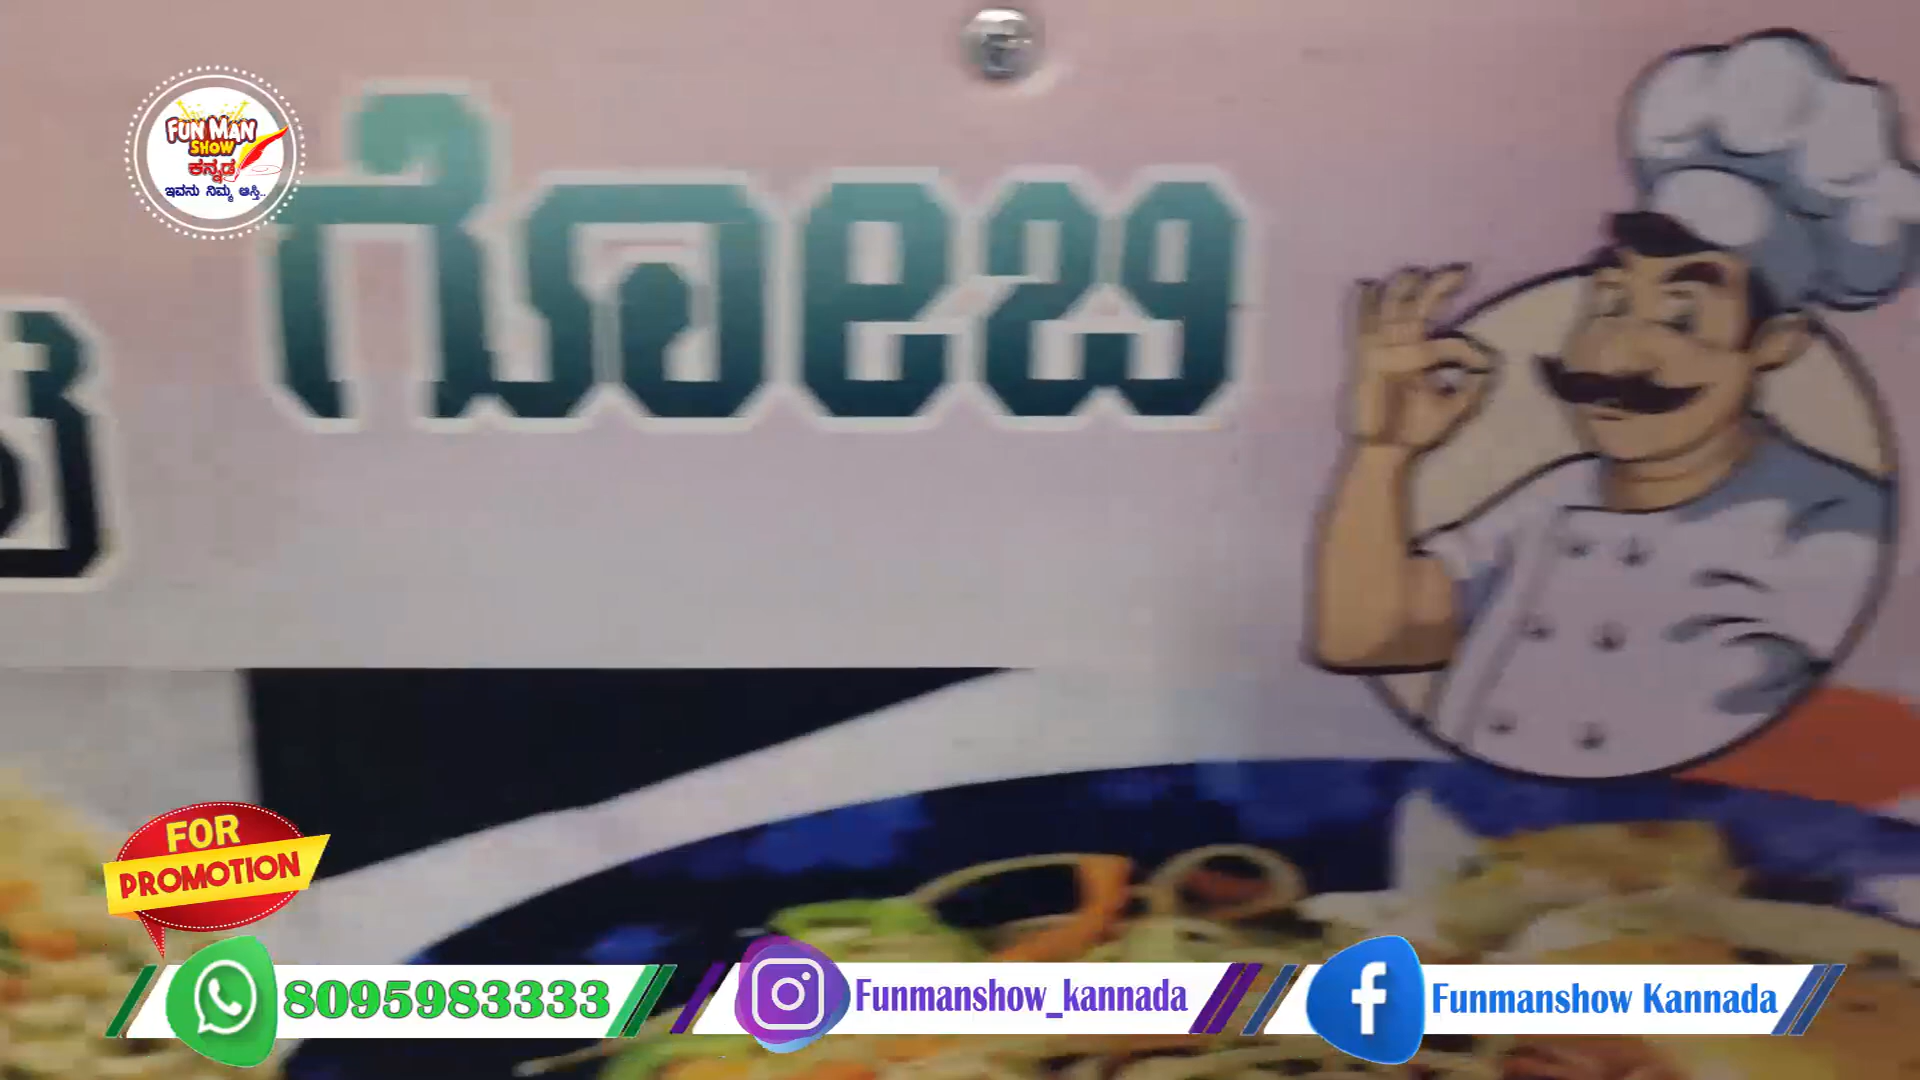 FUN MAN
SHOW
ಕನ್ನಡ
ಇವನು ನಿಮ್ಮ ಆಸ್ತಿ..
ಗೋಬಿ
FOR
PROMOTION
8095983333
Funmanshow_kannada
Funmanshow Kannada